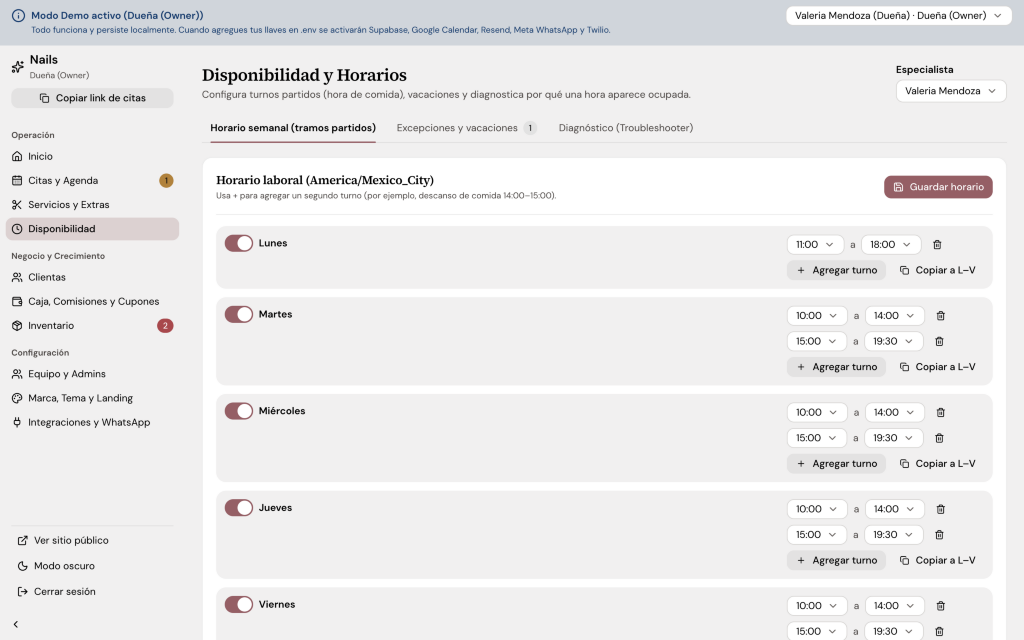 Modo Demo activo (Dueña (Owner))
Todo funciona y persiste localmente. Cuando agregues tus llaves en .env se activarán Supabase, Google Calendar, Resend, Meta WhatsApp y Twilio.
Valeria Mendoza (Dueña) · Dueña (Owner)
Nails
Dueña (Owner)
Copiar link de citas
Operación
Inicio
Citas y Agenda 1
Servicios y Extras
Disponibilidad
Negocio y Crecimiento
Clientas
Caja, Comisiones y Cupones
Inventario 2
Configuración
Equipo y Admins
Marca, Tema y Landing
Integraciones y WhatsApp
Ver sitio público
Modo oscuro
Cerrar sesión
Disponibilidad y Horarios
Configura turnos partidos (hora de comida), vacaciones y diagnostica por qué una hora aparece ocupada.
Especialista
Valeria Mendoza
Horario semanal (tramos partidos) Excepciones y vacaciones 1 Diagnóstico (Troubleshooter)
Horario laboral (America/Mexico_City)
Usa + para agregar un segundo turno (por ejemplo, descanso de comida 14:00–15:00).
Guardar horario
Lunes 11:00 a 18:00
+ Agregar turno Copiar a L–V
Martes 10:00 a 14:00
15:00 a 19:30
+ Agregar turno Copiar a L–V
Miércoles 10:00 a 14:00
15:00 a 19:30
+ Agregar turno Copiar a L–V
Jueves 10:00 a 14:00
15:00 a 19:30
+ Agregar turno Copiar a L–V
Viernes 10:00 a 14:00
15:00 a 19:30